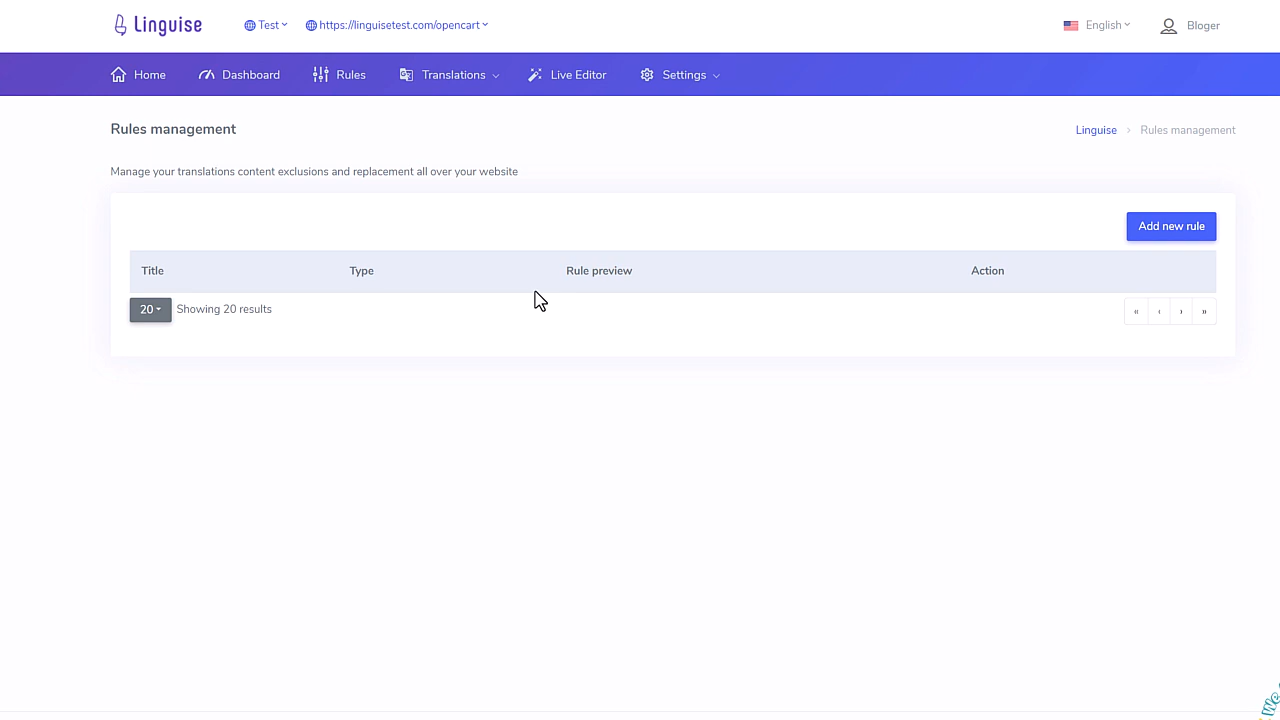 Linguise
Test
https://linguisetest.com/opencart
English
Bloger
Home
Dashboard
Rules
Translations
Live Editor
Settings
Rules management
Linguise › Rules management
Manage your translations content exclusions and replacement all over your website
Add new rule
Title Type Rule preview Action
20 Showing 20 results
« ‹ › »